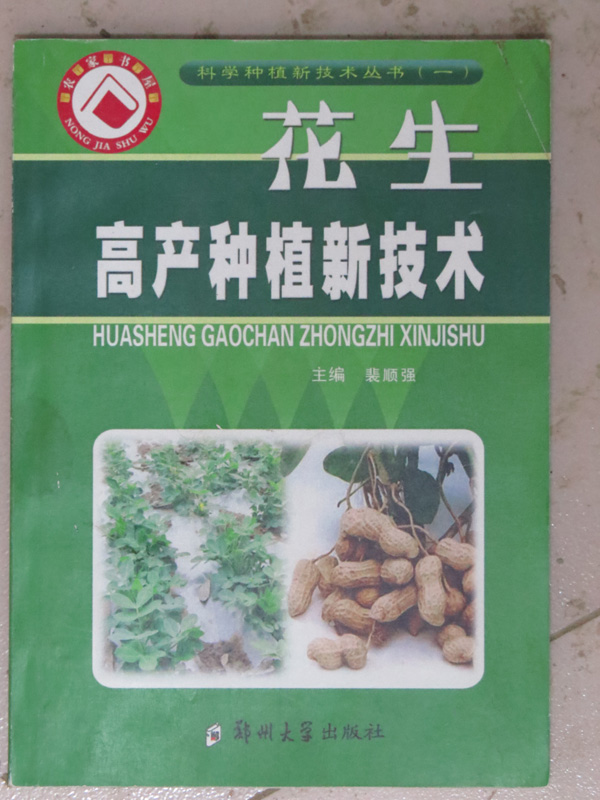 农家书屋
NONG JIA SHU WU
科学种植新技术丛书（一）
花生
高产种植新技术
HUASHENG GAOCHAN ZHONGZHI XINJISHU
主编 裴顺强
郑州大学出版社